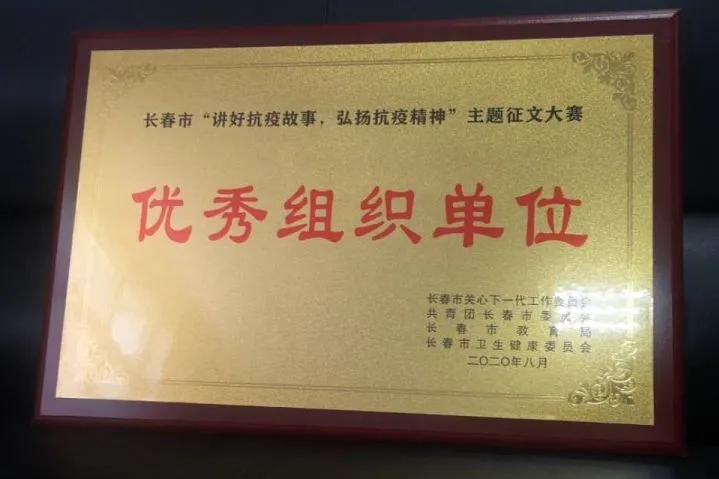 长春市“讲好抗疫故事，弘扬抗疫精神”主题征文大赛
优秀组织单位
长春市关心下一代工作委员会
共青团长春市委员会
长春市教育局
长春市卫生健康委员会
二〇二〇年八月